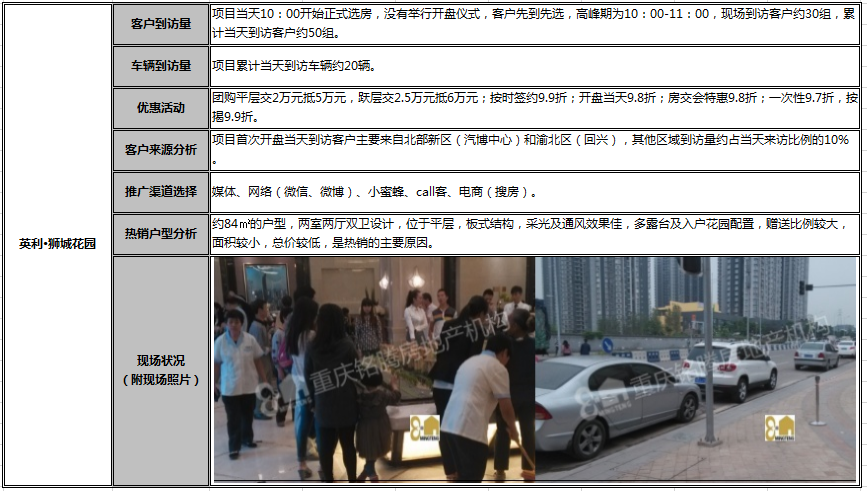 客户到访量
项目当天10：00开始正式选房，没有举行开盘仪式，客户先到先选，高峰期为10：00-11：00，现场到访客户约30组，累
计当天到访客户约50组。
车辆到访量
项目累计当天到访车辆约20辆。
优惠活动
团购平层交2万元抵5万元，跃层交2.5万元抵6万元；按时签约9.9折；开盘当天9.8折；房交会特惠9.8折；一次性9.7折，按
揭9.9折。
客户来源分析
项目首次开盘当天到访客户主要来自北部新区（汽博中心）和渝北区（回兴），其他区域到访量约占当天来访比例的10%
。
推广渠道选择
媒体、网络（微信、微博）、小蜜蜂、call客、电商（搜房）。
英利•狮城花园
热销户型分析
约84㎡的户型，两室两厅双卫设计，位于平层，板式结构，采光及通风效果佳，多露台及入户花园配置，赠送比例较大，
面积较小，总价较低，是热销的主要原因。
现场状况
（附现场照片）
重庆铭腾房地产机构
MINGTENG
重庆铭腾房地产机构
MINGTENG